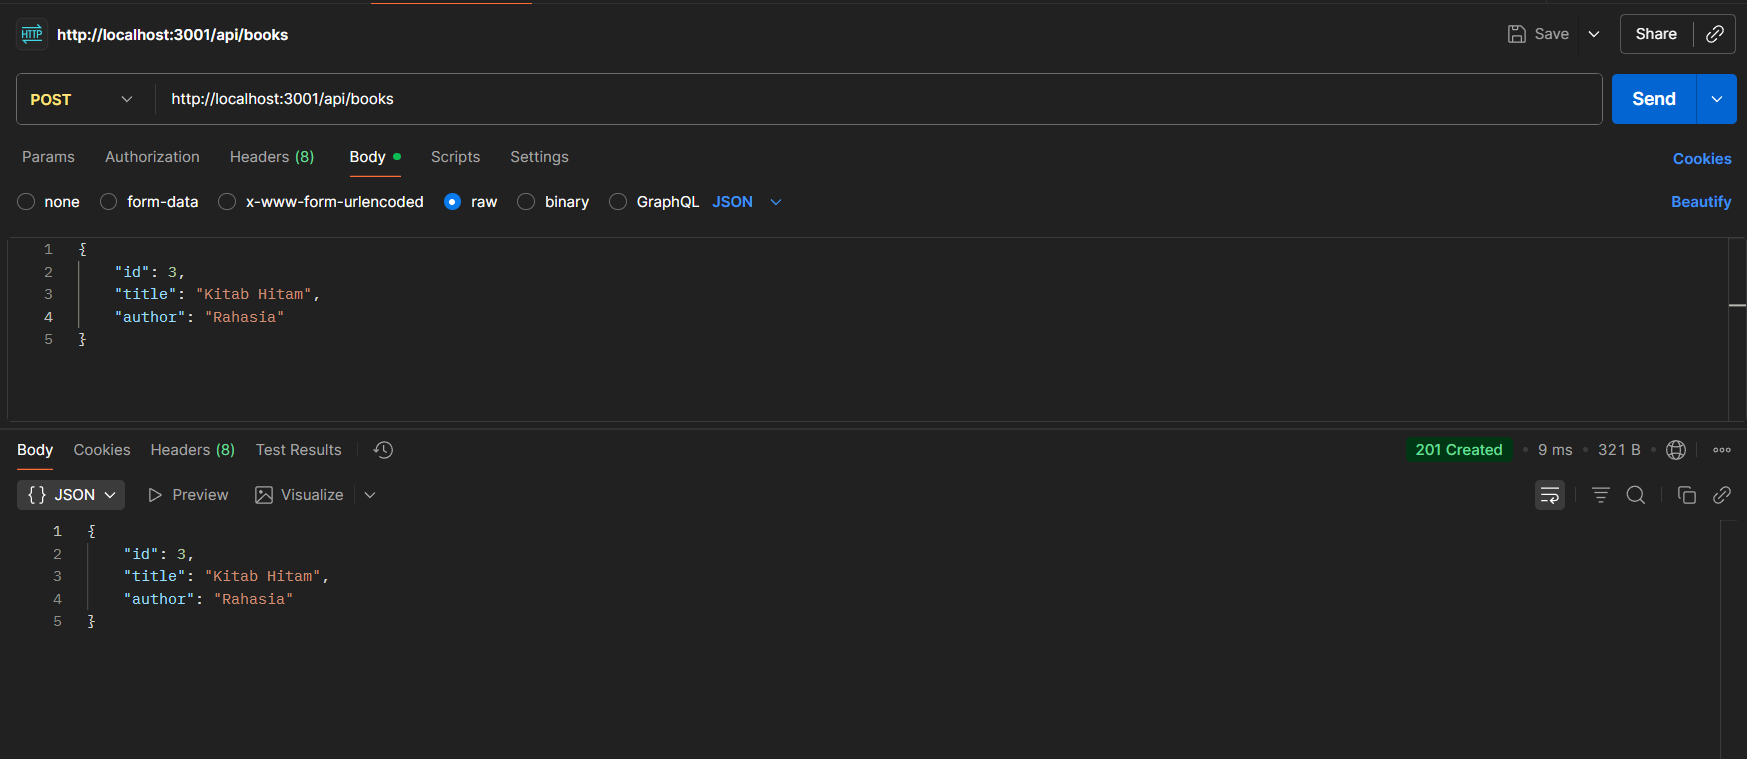 HTTP http://localhost:3001/api/books Save Share
POST http://localhost:3001/api/books Send
Params Authorization Headers (8) Body Scripts Settings Cookies
none form-data x-www-form-urlencoded raw binary GraphQL JSON Beautify
1 {
2 "id": 3,
3 "title": "Kitab Hitam",
4 "author": "Rahasia"
5 }
Body Cookies Headers (8) Test Results 201 Created 9 ms 321 B
{} JSON Preview Visualize
1 {
2 "id": 3,
3 "title": "Kitab Hitam",
4 "author": "Rahasia"
5 }